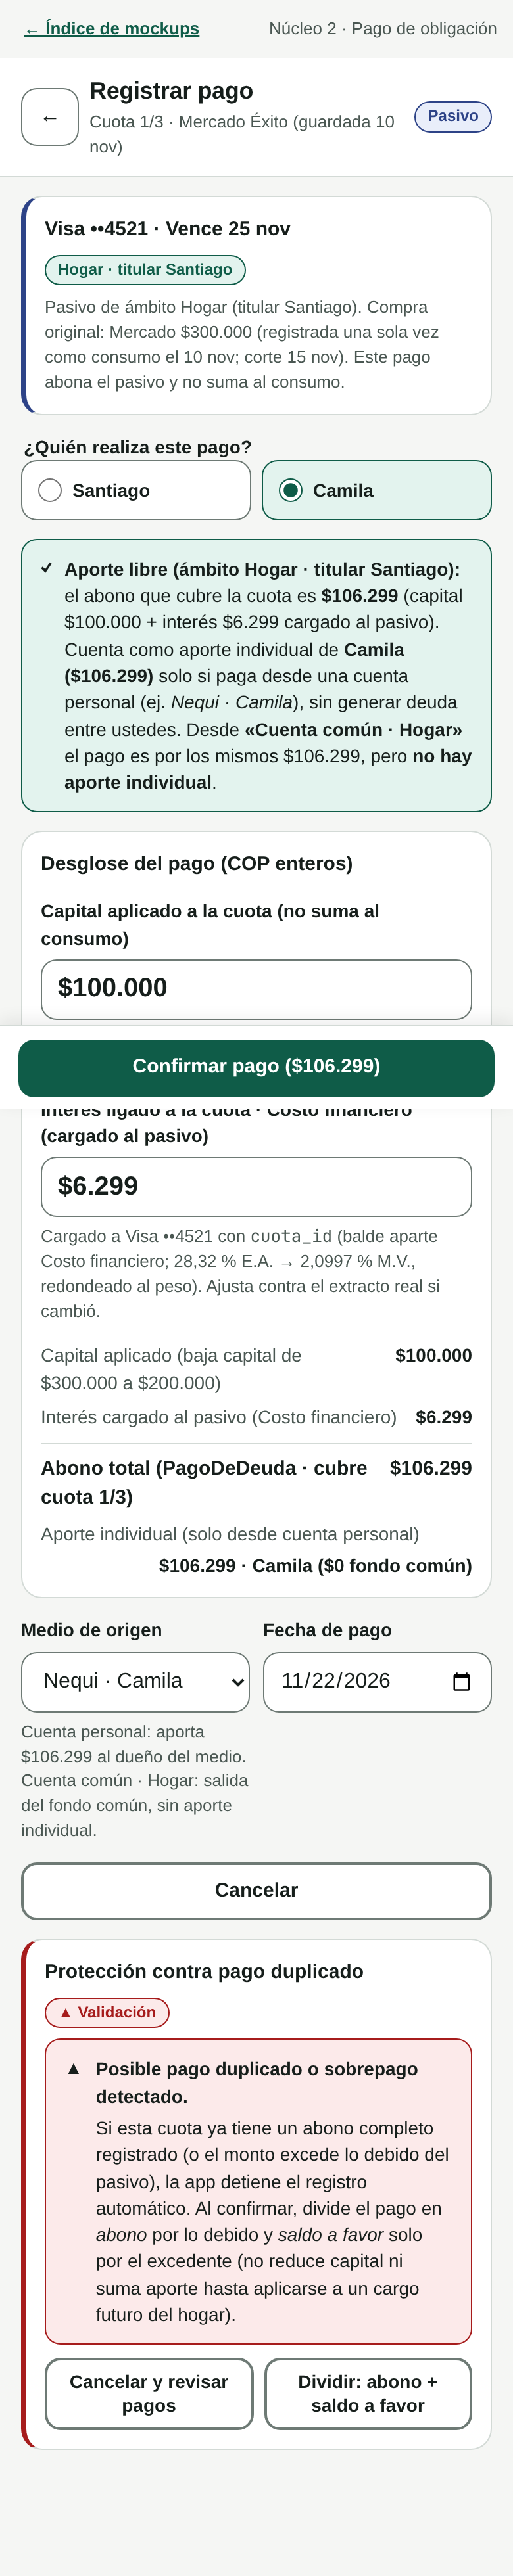 ← Índice de mockups
Núcleo 2 · Pago de obligación
←
Registrar pago
Cuota 1/3 · Mercado Éxito (guardada 10
nov)
Pasivo
Visa ••4521 · Vence 25 nov
Hogar · titular Santiago
Pasivo de ámbito Hogar (titular Santiago). Compra
original: Mercado $300.000 (registrada una sola vez
como consumo el 10 nov; corte 15 nov). Este pago
abona el pasivo y no suma al consumo.
¿Quién realiza este pago?
Santiago
Camila
✓ Aporte libre (ámbito Hogar · titular Santiago):
el abono que cubre la cuota es $106.299 (capital
$100.000 + interés $6.299 cargado al pasivo).
Cuenta como aporte individual de Camila
($106.299) solo si paga desde una cuenta
personal (ej. Nequi · Camila), sin generar deuda
entre ustedes. Desde «Cuenta común · Hogar»
el pago es por los mismos $106.299, pero no hay
aporte individual.
Desglose del pago (COP enteros)
Capital aplicado a la cuota (no suma al
consumo)
$100.000
Confirmar pago ($106.299)
Interés ligado a la cuota · Costo financiero
(cargado al pasivo)
$6.299
Cargado a Visa ••4521 con cuota_id (balde aparte
Costo financiero; 28,32 % E.A. → 2,0997 % M.V.,
redondeado al peso). Ajusta contra el extracto real si
cambió.
Capital aplicado (baja capital de
$300.000 a $200.000)
$100.000
Interés cargado al pasivo (Costo financiero)
$6.299
Abono total (PagoDeDeuda · cubre
cuota 1/3)
$106.299
Aporte individual (solo desde cuenta personal)
$106.299 · Camila ($0 fondo común)
Medio de origen
Nequi · Camila
Cuenta personal: aporta
$106.299 al dueño del medio.
Cuenta común · Hogar: salida
del fondo común, sin aporte
individual.
Fecha de pago
11/22/2026
Cancelar
Protección contra pago duplicado
▲ Validación
▲ Posible pago duplicado o sobrepago
detectado.
Si esta cuota ya tiene un abono completo
registrado (o el monto excede lo debido del
pasivo), la app detiene el registro
automático. Al confirmar, divide el pago en
abono por lo debido y saldo a favor solo
por el excedente (no reduce capital ni
suma aporte hasta aplicarse a un cargo
futuro del hogar).
Cancelar y revisar
pagos
Dividir: abono +
saldo a favor